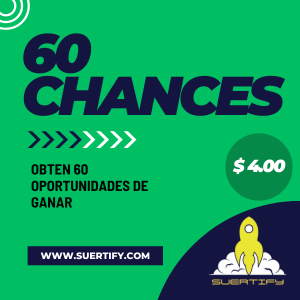 60
CHANCES
OBTEN 60
OPORTUNIDADES DE
GANAR
$ 4.00
WWW.SUERTIFY.COM
SUERTIFY